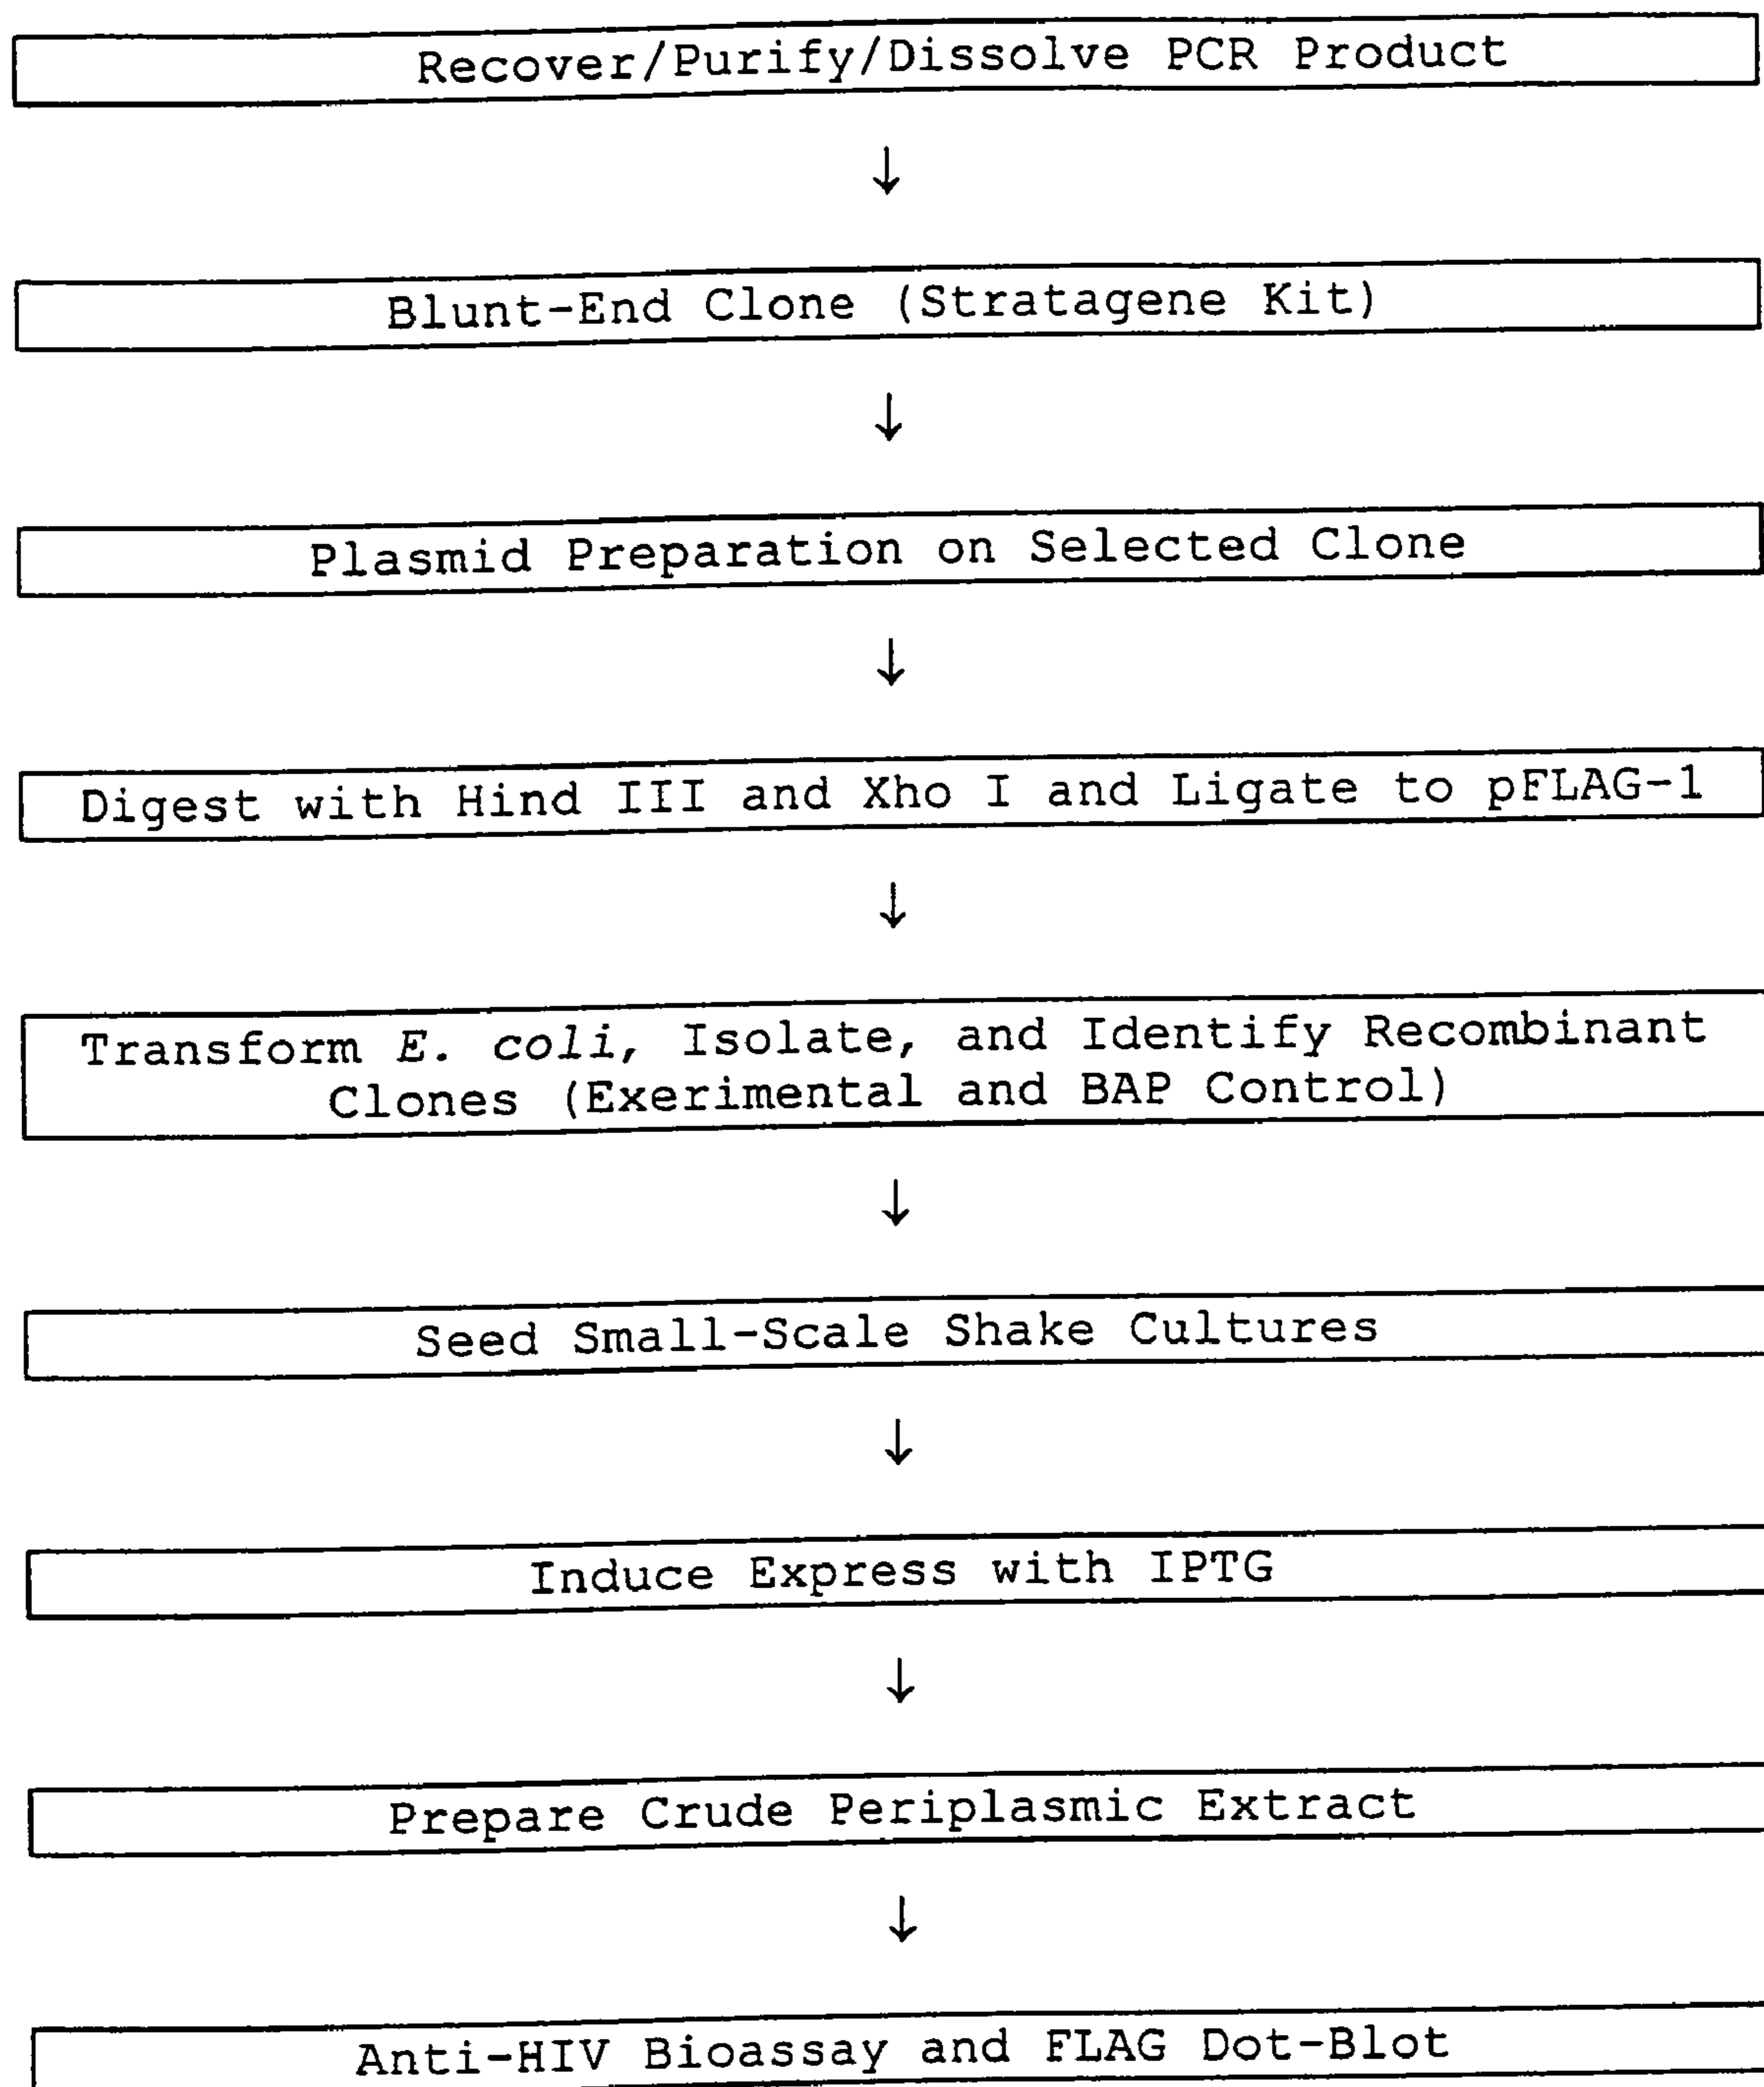 Recover/Purify/Dissolve PCR Product
↓
Blunt-End Clone (Stratagene Kit)
↓
Plasmid Preparation on Selected Clone
↓
Digest with Hind III and Xho I and Ligate to pFLAG-1
↓
Transform E. coli, Isolate, and Identify Recombinant
Clones (Exerimental and BAP Control)
↓
Seed Small-Scale Shake Cultures
↓
Induce Express with IPTG
↓
Prepare Crude Periplasmic Extract
↓
Anti-HIV Bioassay and FLAG Dot-Blot